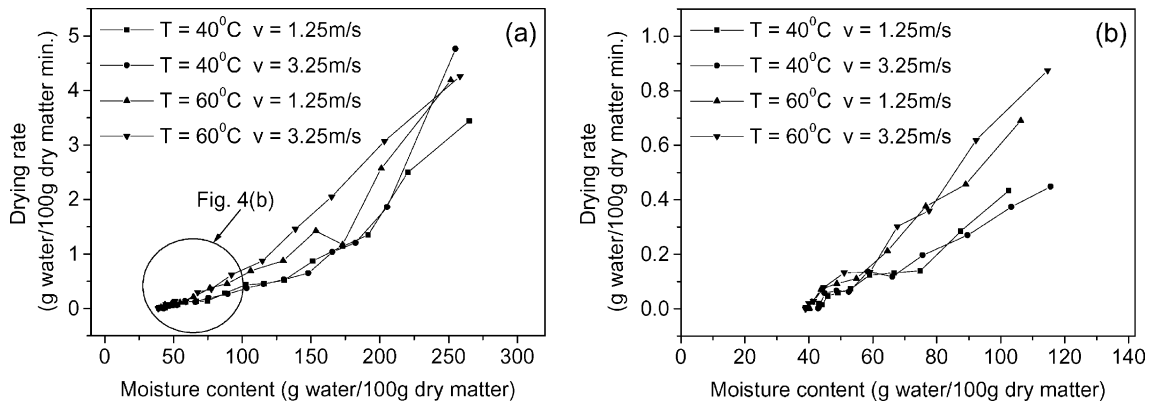 T = 40⁰C v = 1.25m/s
T = 40⁰C v = 3.25m/s
T = 60⁰C v = 1.25m/s
T = 60⁰C v = 3.25m/s
(a)
Fig. 4(b)
5
4
3
2
1
0
0 50 100 150 200 250 300
Drying rate
(g water/100g dry matter min.)
Moisture content (g water/100g dry matter)
T = 40⁰C v = 1.25m/s
T = 40⁰C v = 3.25m/s
T = 60⁰C v = 1.25m/s
T = 60⁰C v = 3.25m/s
(b)
1.0
0.8
0.6
0.4
0.2
0.0
0 20 40 60 80 100 120 140
Drying rate
(g water/100g dry matter min.)
Moisture content (g water/100g dry matter)